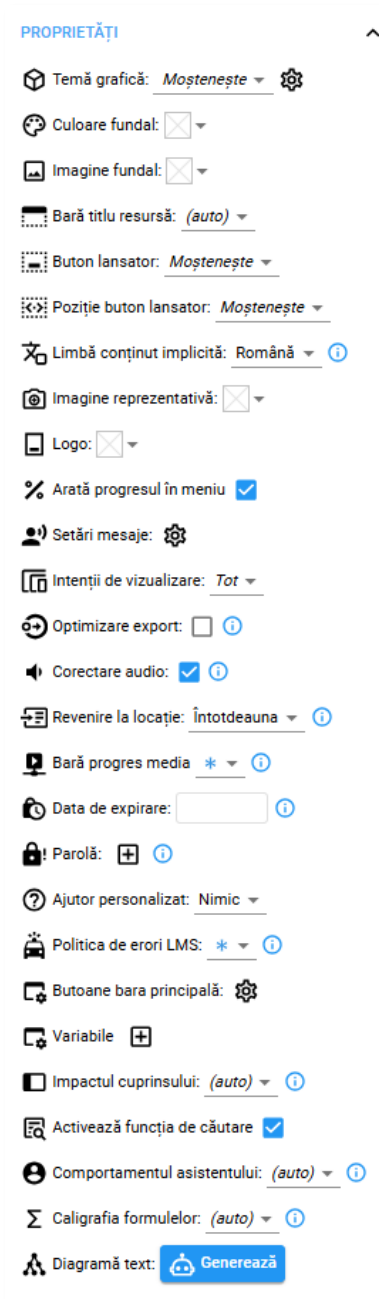 PROPRIETĂȚI
Temă grafică: Moștenește
Culoare fundal:
Imagine fundal:
Bară titlu resursă: (auto)
Buton lansator: Moștenește
Poziție buton lansator: Moștenește
Limbă conținut implicită: Română
Imagine reprezentativă:
Logo:
Arată progresul în meniu
Setări mesaje:
Intenții de vizualizare: Tot
Optimizare export:
Corectare audio:
Revenire la locație: Întotdeauna
Bară progres media *
Data de expirare:
Parolă:
Ajutor personalizat: Nimic
Politica de erori LMS: *
Butoane bara principală:
Variabile
Impactul cuprinsului: (auto)
Activează funcția de căutare
Comportamentul asistentului: (auto)
Caligrafia formulelor: (auto)
Diagramă text: Generează